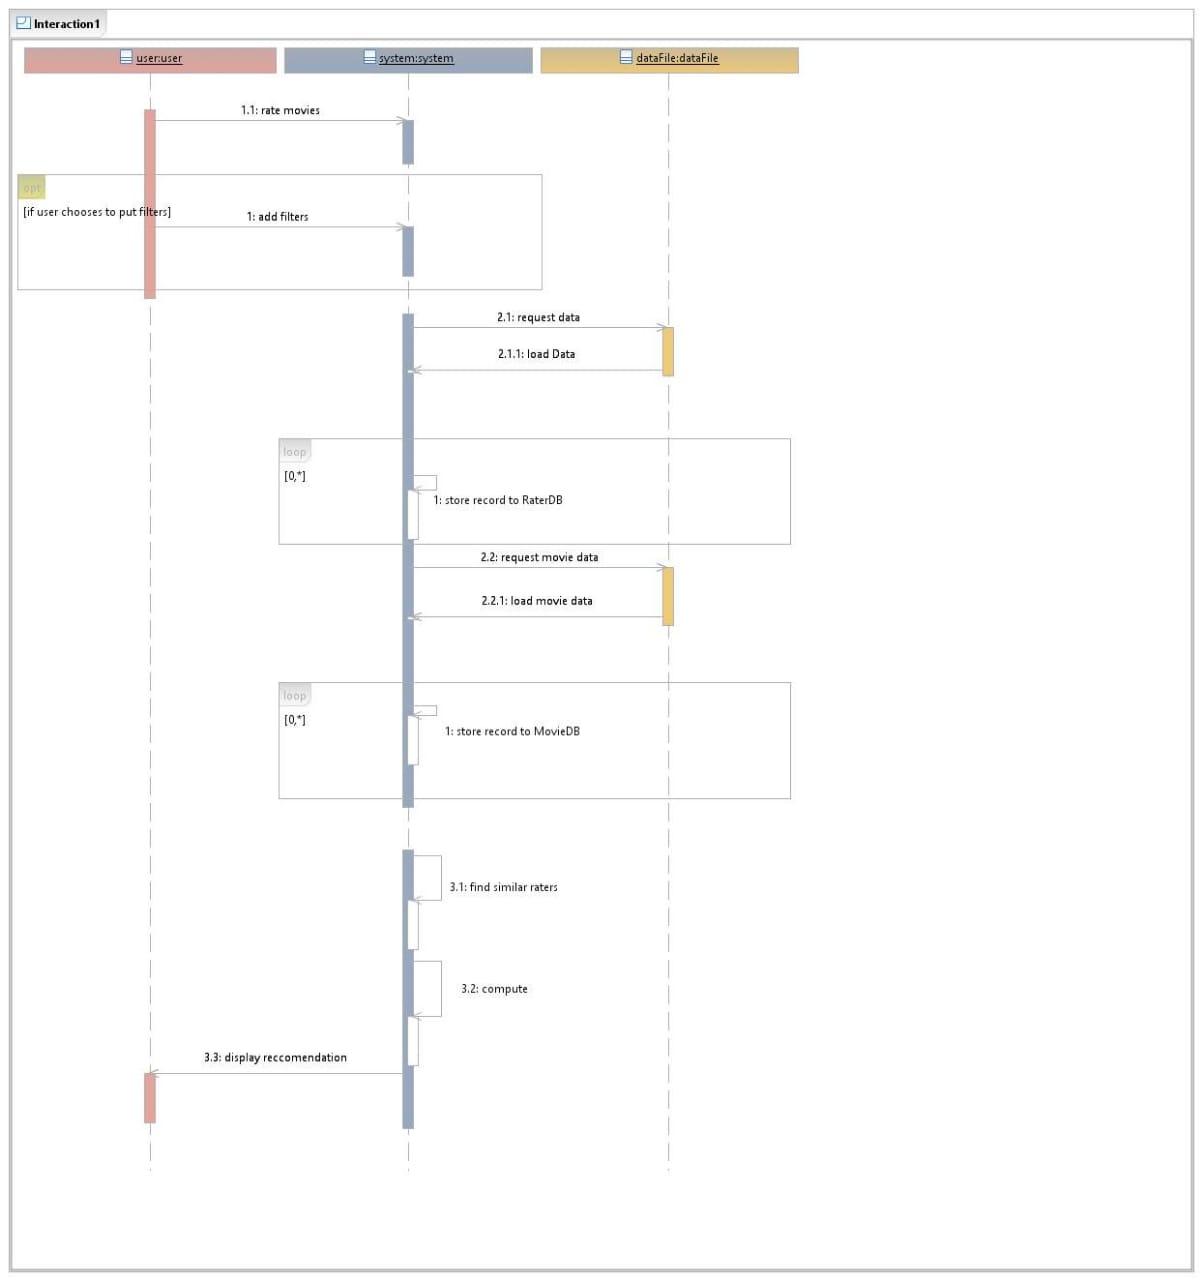 Interaction1
user:user
system:system
dataFile:dataFile
1.1: rate movies
opt
[if user chooses to put filters]
1: add filters
2.1: request data
2.1.1: load Data
loop
[0,*]
1: store record to RaterDB
2.2: request movie data
2.2.1: load movie data
loop
[0,*]
1: store record to MovieDB
3.1: find similar raters
3.2: compute
3.3: display reccomendation